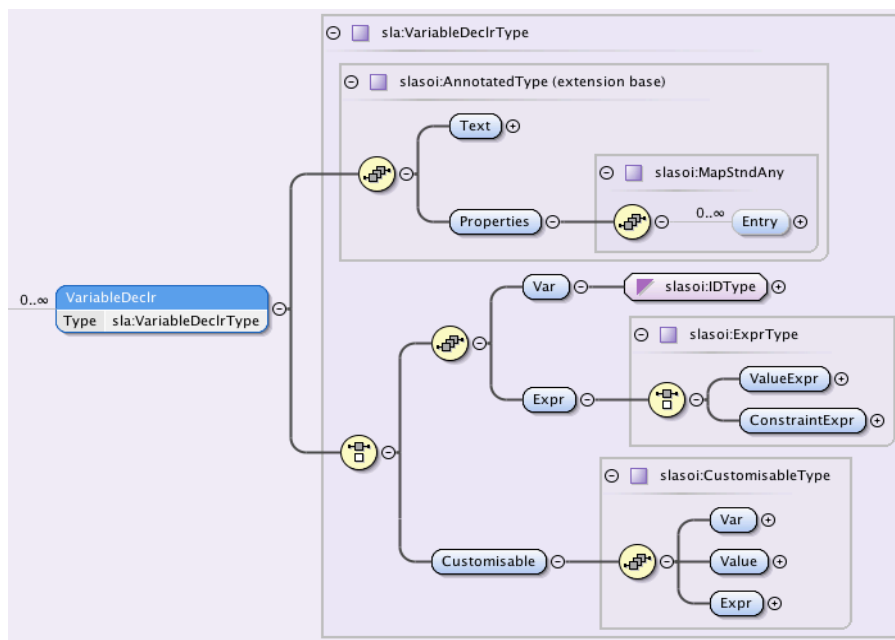 sla:VariableDeclrType
slasoi:AnnotatedType (extension base)
Text
slasoi:MapStndAny
Properties
0..∞
Entry
0..∞
VariableDeclr
Type sla:VariableDeclrType
Var
slasoi:IDType
slasoi:ExprType
ValueExpr
Expr
ConstraintExpr
slasoi:CustomisableType
Var
Customisable
Value
Expr